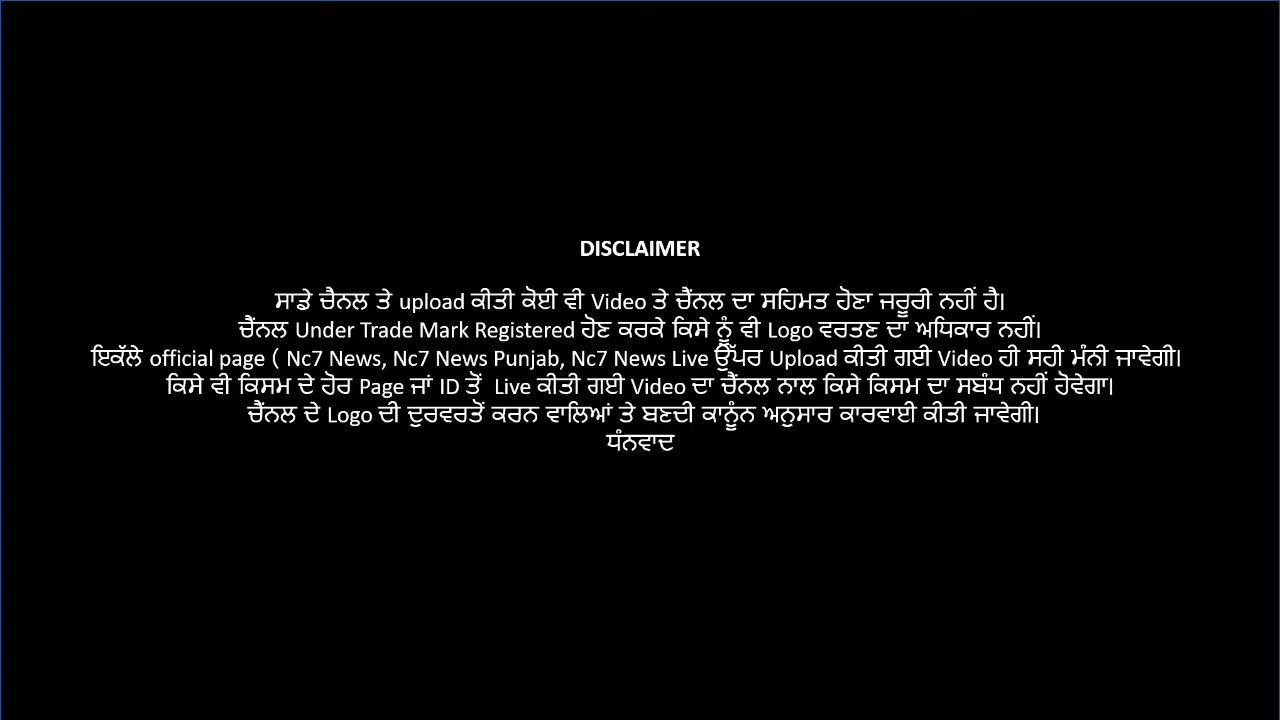 DISCLAIMER
ਸਾਡੇ ਚੈਨਲ ਤੇ upload ਕੀਤੀ ਕੋਈ ਵੀ Video ਤੇ ਚੈਂਨਲ ਦਾ ਸਹਿਮਤ ਹੋਣਾ ਜਰੂਰੀ ਨਹੀਂ ਹੈ।
ਚੈਂਨਲ Under Trade Mark Registered ਹੋਣ ਕਰਕੇ ਕਿਸੇ ਨੂੰ ਵੀ Logo ਵਰਤਣ ਦਾ ਅਧਿਕਾਰ ਨਹੀਂ।
ਇਕੱਲੇ official page ( Nc7 News, Nc7 News Punjab, Nc7 News Live ਉੱਪਰ Upload ਕੀਤੀ ਗਈ Video ਹੀ ਸਹੀ ਮੰਨੀ ਜਾਵੇਗੀ।
ਕਿਸੇ ਵੀ ਕਿਸਮ ਦੇ ਹੋਰ Page ਜਾਂ ID ਤੋਂ  Live ਕੀਤੀ ਗਈ Video ਦਾ ਚੈਂਨਲ ਨਾਲ ਕਿਸੇ ਕਿਸਮ ਦਾ ਸਬੰਧ ਨਹੀਂ ਹੋਵੇਗਾ।
ਚੈਂਨਲ ਦੇ Logo ਦੀ ਦੁਰਵਰਤੋਂ ਕਰਨ ਵਾਲਿਆਂ ਤੇ ਬਣਦੀ ਕਾਨੂੰਨ ਅਨੁਸਾਰ ਕਾਰਵਾਈ ਕੀਤੀ ਜਾਵੇਗੀ।
ਧੰਨਵਾਦ